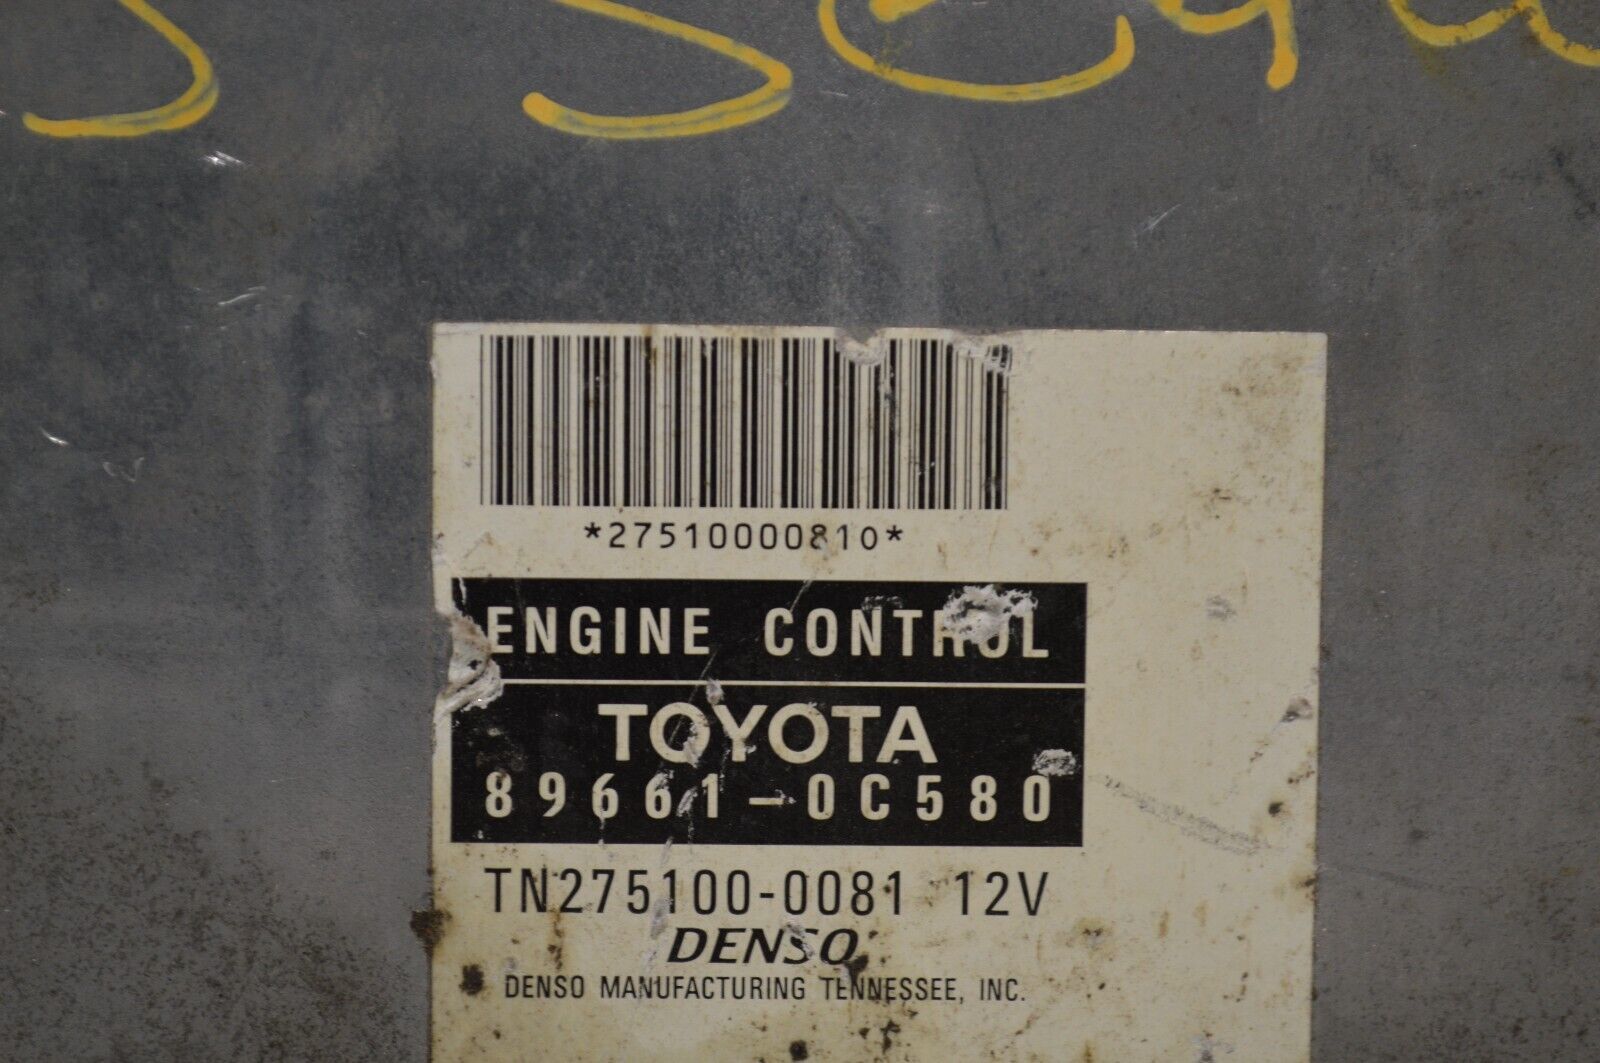 *27510000810*
ENGINE CONTROL
TOYOTA
89661-0C580
TN275100-0081 12V
DENSO
DENSO MANUFACTURING TENNESSEE, INC.